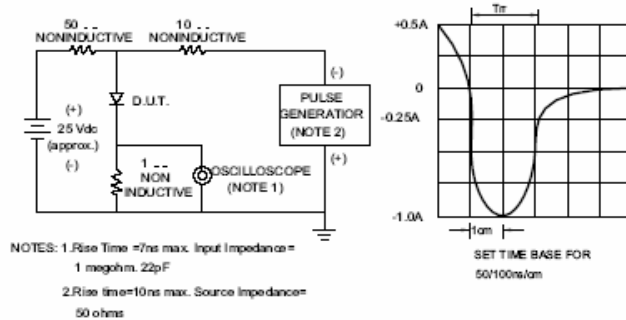 50 --
NONINDUCTIVE
10 --
NONINDUCTIVE
(+)
25 Vdc
(approx.)
(-)
D.U.T.
1 --
NON
INDUCTIVE
OSCILLOSCOPE
(NOTE 1)
(-)
PULSE
GENERATIOR
(NOTE 2)
(+)
NOTES: 1.Rise Time =7ns max. Input Impedance=
1 megohm. 22pF
2.Rise time=10ns max. Source Impedance=
50 ohms
Trr
+0.5A
0
-0.25A
-1.0A
1cm
SET TIME BASE FOR
50/100ns/cm